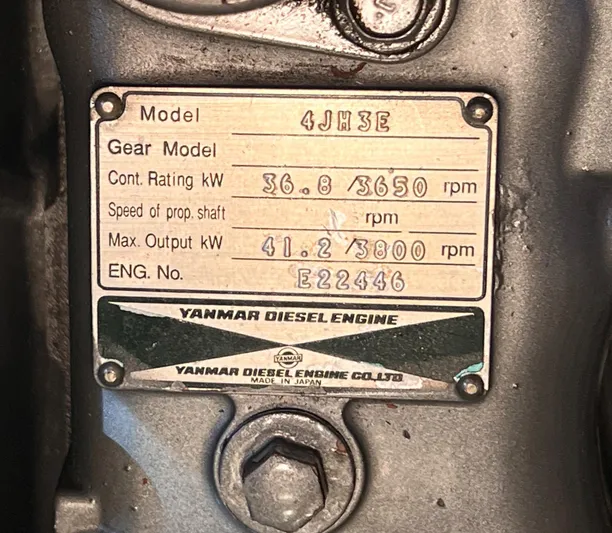 Model 4JH3E
Gear Model
Cont. Rating kW 36.8 /3650 rpm
Speed of prop. shaft rpm
Max. Output kW 41.2 /3800 rpm
ENG. No. E22446
YANMAR DIESEL ENGINE
YANMAR
YANMAR DIESEL ENGINE CO.,LTD
MADE IN JAPAN